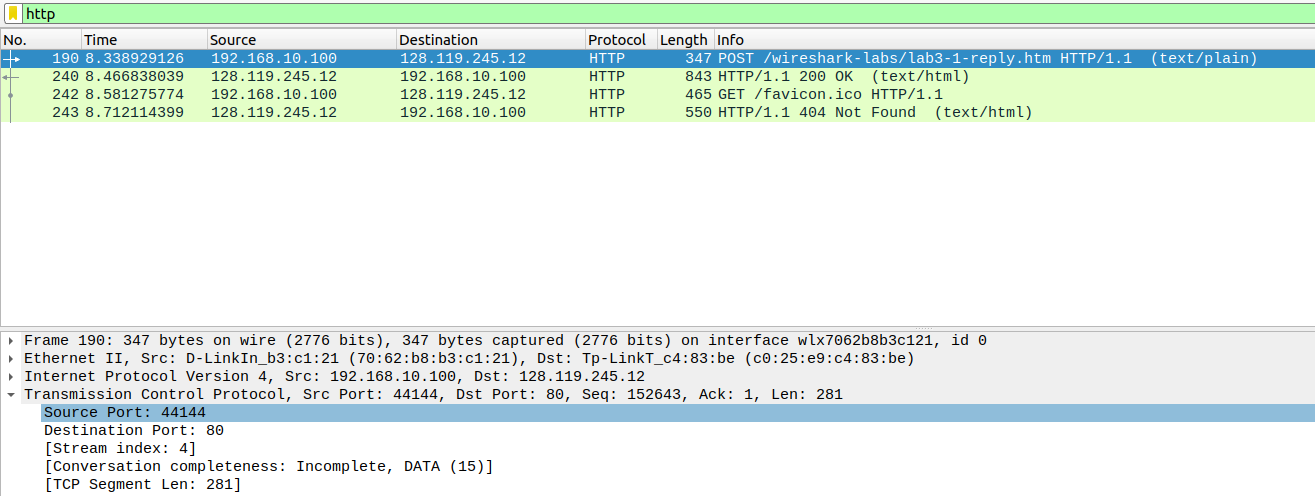 http
No. Time Source Destination Protocol Length Info
190 8.338929126 192.168.10.100 128.119.245.12 HTTP 347 POST /wireshark-labs/lab3-1-reply.htm HTTP/1.1 (text/plain)
240 8.466838039 128.119.245.12 192.168.10.100 HTTP 843 HTTP/1.1 200 OK (text/html)
242 8.581275774 192.168.10.100 128.119.245.12 HTTP 465 GET /favicon.ico HTTP/1.1
243 8.712114399 128.119.245.12 192.168.10.100 HTTP 550 HTTP/1.1 404 Not Found (text/html)
Frame 190: 347 bytes on wire (2776 bits), 347 bytes captured (2776 bits) on interface wlx7062b8b3c121, id 0
Ethernet II, Src: D-LinkIn_b3:c1:21 (70:62:b8:b3:c1:21), Dst: Tp-LinkT_c4:83:be (c0:25:e9:c4:83:be)
Internet Protocol Version 4, Src: 192.168.10.100, Dst: 128.119.245.12
Transmission Control Protocol, Src Port: 44144, Dst Port: 80, Seq: 152643, Ack: 1, Len: 281
Source Port: 44144
Destination Port: 80
[Stream index: 4]
[Conversation completeness: Incomplete, DATA (15)]
[TCP Segment Len: 281]